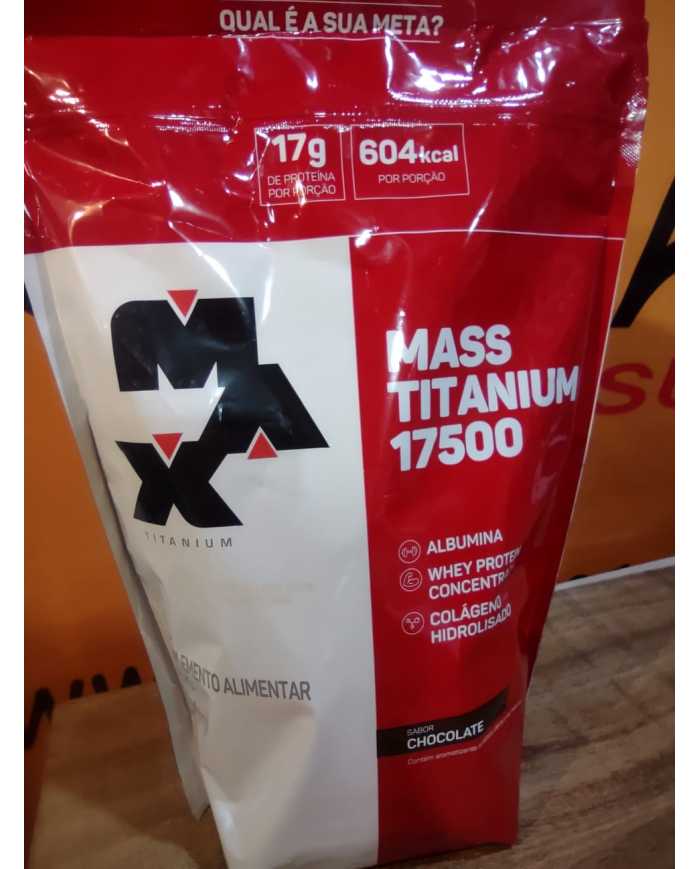 QUAL É A SUA META?
17g
DE PROTEÍNA
POR PORÇÃO
604kcal
POR PORÇÃO
MAX
TITANIUM
MASS
TITANIUM
17500
ALBUMINA
WHEY PROTEIN
COLÁGENO
HIDROLISADO
ALIMENTAR
SABOR
CHOCOLATE
Contém